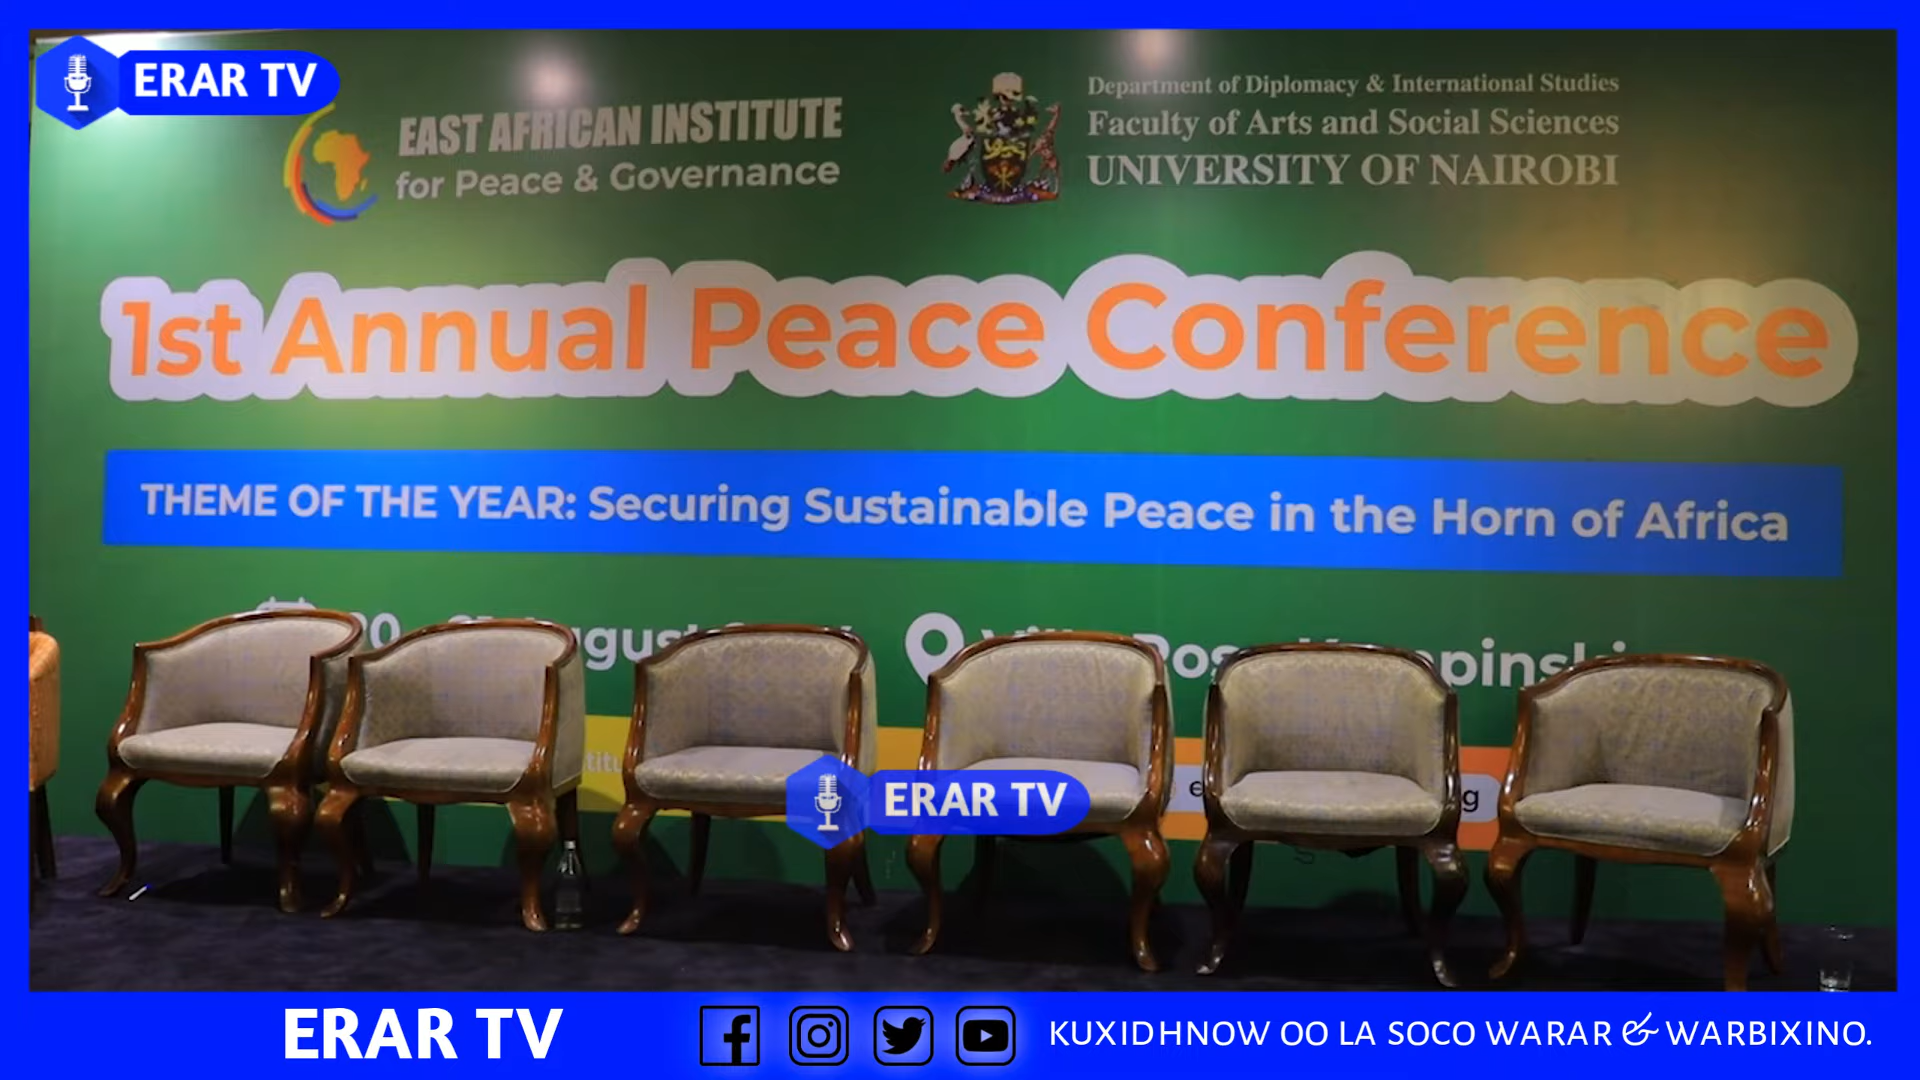 ERAR TV
EAST AFRICAN INSTITUTE
for Peace & Governance
Department of Diplomacy & International Studies
Faculty of Arts and Social Sciences
UNIVERSITY OF NAIROBI
1st Annual Peace Conference
THEME OF THE YEAR: Securing Sustainable Peace in the Horn of Africa
ERAR TV
ERAR TV
KUXIDHNOW OO LA SOCO WARAR & WARBIXINO.